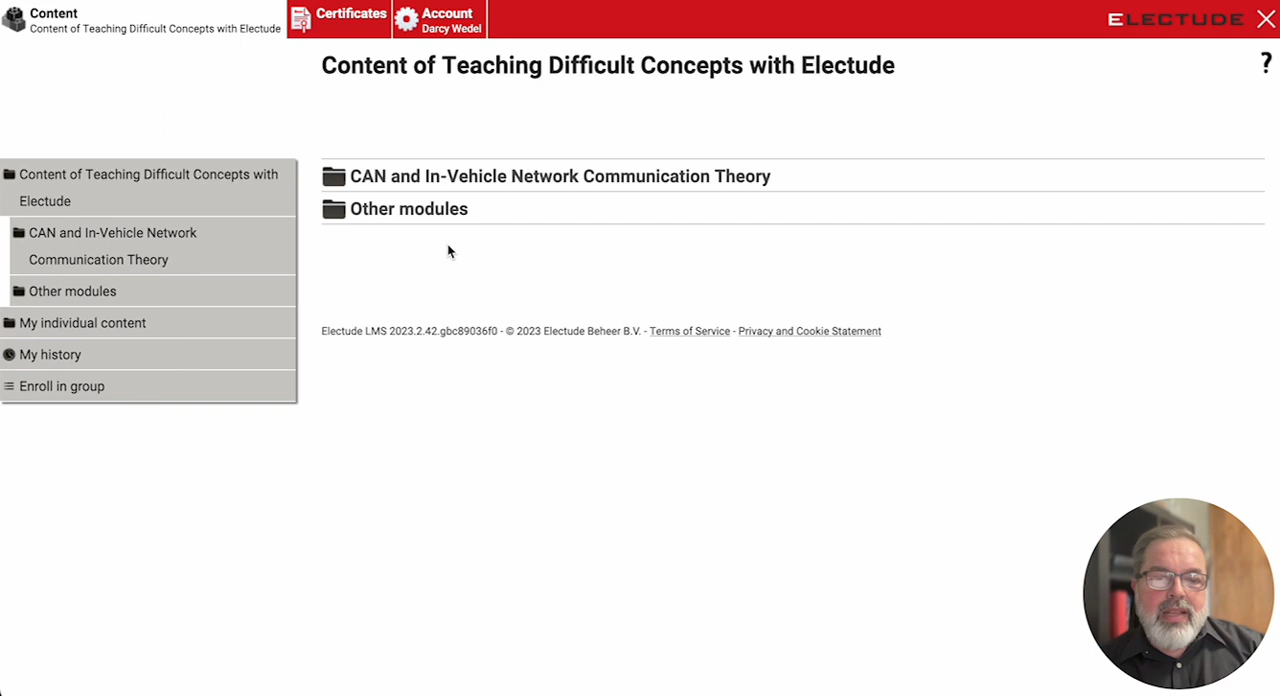 Content
Content of Teaching Difficult Concepts with Electude
Certificates
Account
Darcy Wedel
ELECTUDE
Content of Teaching Difficult Concepts with Electude
?
Content of Teaching Difficult Concepts with
Electude
CAN and In-Vehicle Network
Communication Theory
Other modules
My individual content
My history
Enroll in group
CAN and In-Vehicle Network Communication Theory
Other modules
Electude LMS 2023.2.42.gbc89036f0 - © 2023 Electude Beheer B.V. - Terms of Service - Privacy and Cookie Statement